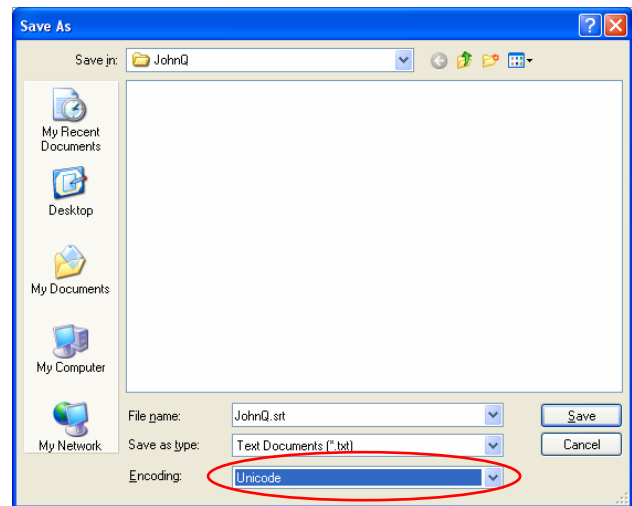 Save As
Save in:
JohnQ
My Recent
Documents
Desktop
My Documents
My Computer
My Network
File name:
JohnQ.srt
Save
Save as type:
Text Documents (*.txt)
Cancel
Encoding:
Unicode